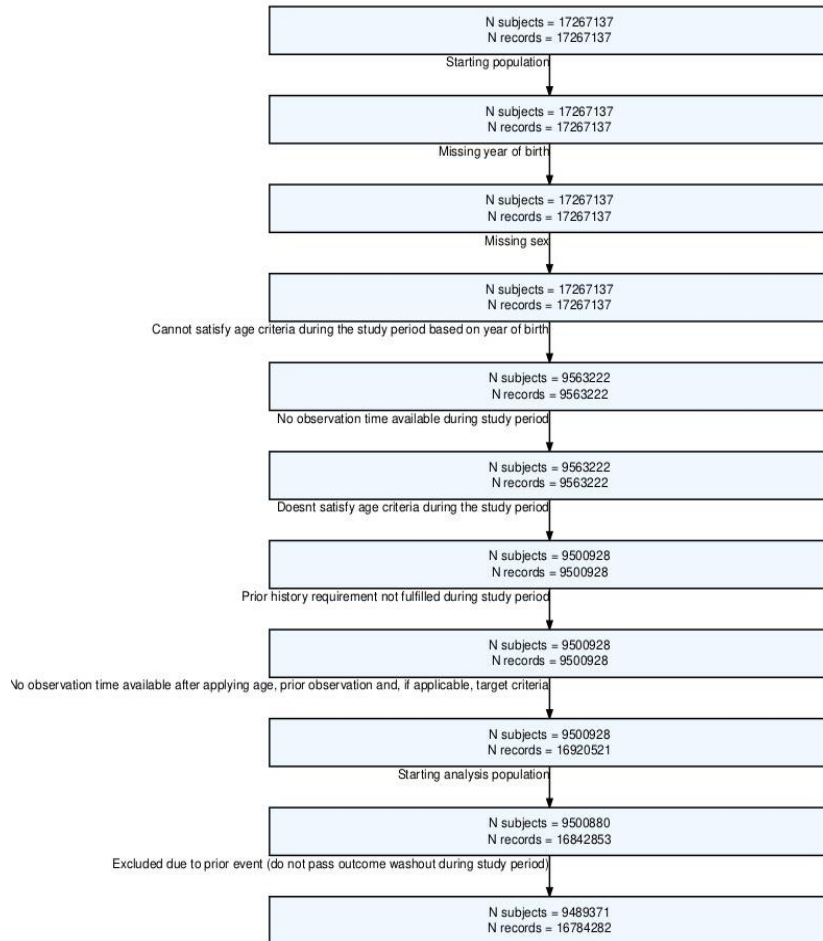 N subjects = 17267137
N records = 17267137
Starting population
N subjects = 17267137
N records = 17267137
Missing year of birth
N subjects = 17267137
N records = 17267137
Missing sex
N subjects = 17267137
N records = 17267137
Cannot satisfy age criteria during the study period based on year of birth
N subjects = 9563222
N records = 9563222
No observation time available during study period
N subjects = 9563222
N records = 9563222
Doesnt satisfy age criteria during the study period
N subjects = 9500928
N records = 9500928
Prior history requirement not fulfilled during study period
N subjects = 9500928
N records = 9500928
No observation time available after applying age, prior observation and, if applicable, target criteria
N subjects = 9500928
N records = 16920521
Starting analysis population
N subjects = 9500880
N records = 16842853
Excluded due to prior event (do not pass outcome washout during study period)
N subjects = 9489371
N records = 16784282